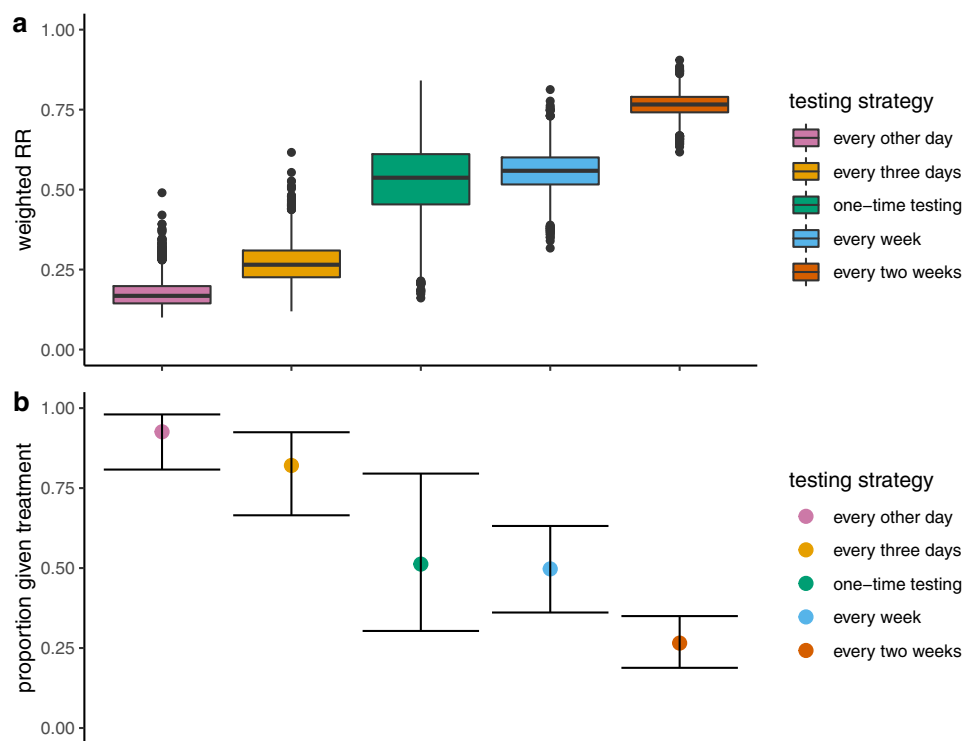 a
weighted RR
1.00
0.75
0.50
0.25
0.00
testing strategy
every other day
every three days
one−time testing
every week
every two weeks
b
proportion given treatment
1.00
0.75
0.50
0.25
0.00
testing strategy
every other day
every three days
one−time testing
every week
every two weeks